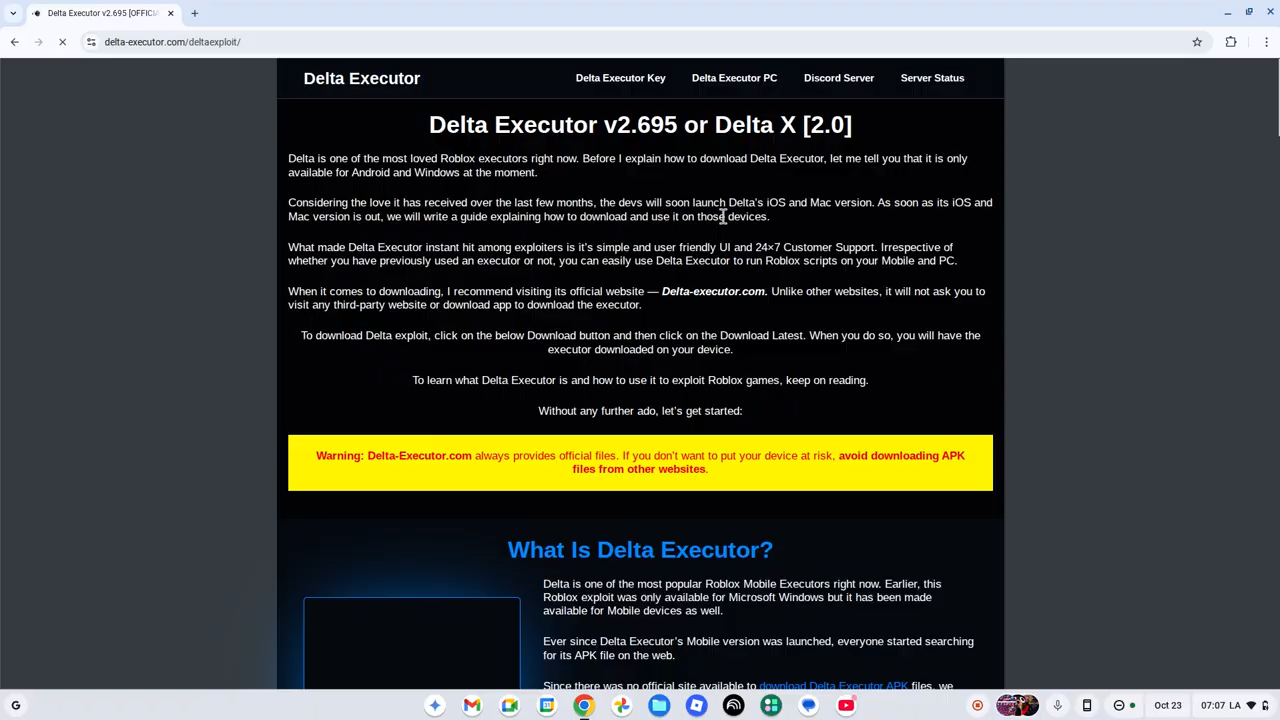 Delta Executor v2.695 [OFFICI
delta-executor.com/deltaexploit/
Delta Executor
Delta Executor Key
Delta Executor PC
Discord Server
Server Status
Delta Executor v2.695 or Delta X [2.0]
Delta is one of the most loved Roblox executors right now. Before I explain how to download Delta Executor, let me tell you that it is only
available for Android and Windows at the moment.
Considering the love it has received over the last few months, the devs will soon launch Delta's iOS and Mac version. As soon as its iOS and
Mac version is out, we will write a guide explaining how to download and use it on those devices.
What made Delta Executor instant hit among exploiters is it's simple and user friendly UI and 24×7 Customer Support. Irrespective of
whether you have previously used an executor or not, you can easily use Delta Executor to run Roblox scripts on your Mobile and PC.
When it comes to downloading, I recommend visiting its official website — Delta-executor.com. Unlike other websites, it will not ask you to
visit any third-party website or download app to download the executor.
To download Delta exploit, click on the below Download button and then click on the Download Latest. When you do so, you will have the
executor downloaded on your device.
To learn what Delta Executor is and how to use it to exploit Roblox games, keep on reading.
Without any further ado, let's get started:
Warning: Delta-Executor.com always provides official files. If you don't want to put your device at risk, avoid downloading APK
files from other websites.
What Is Delta Executor?
Delta is one of the most popular Roblox Mobile Executors right now. Earlier, this
Roblox exploit was only available for Microsoft Windows but it has been made
available for Mobile devices as well.
Ever since Delta Executor's Mobile version was launched, everyone started searching
for its APK file on the web.
Since there was no official site available to download Delta Executor APK files, we
Oct 23
07:07 LA